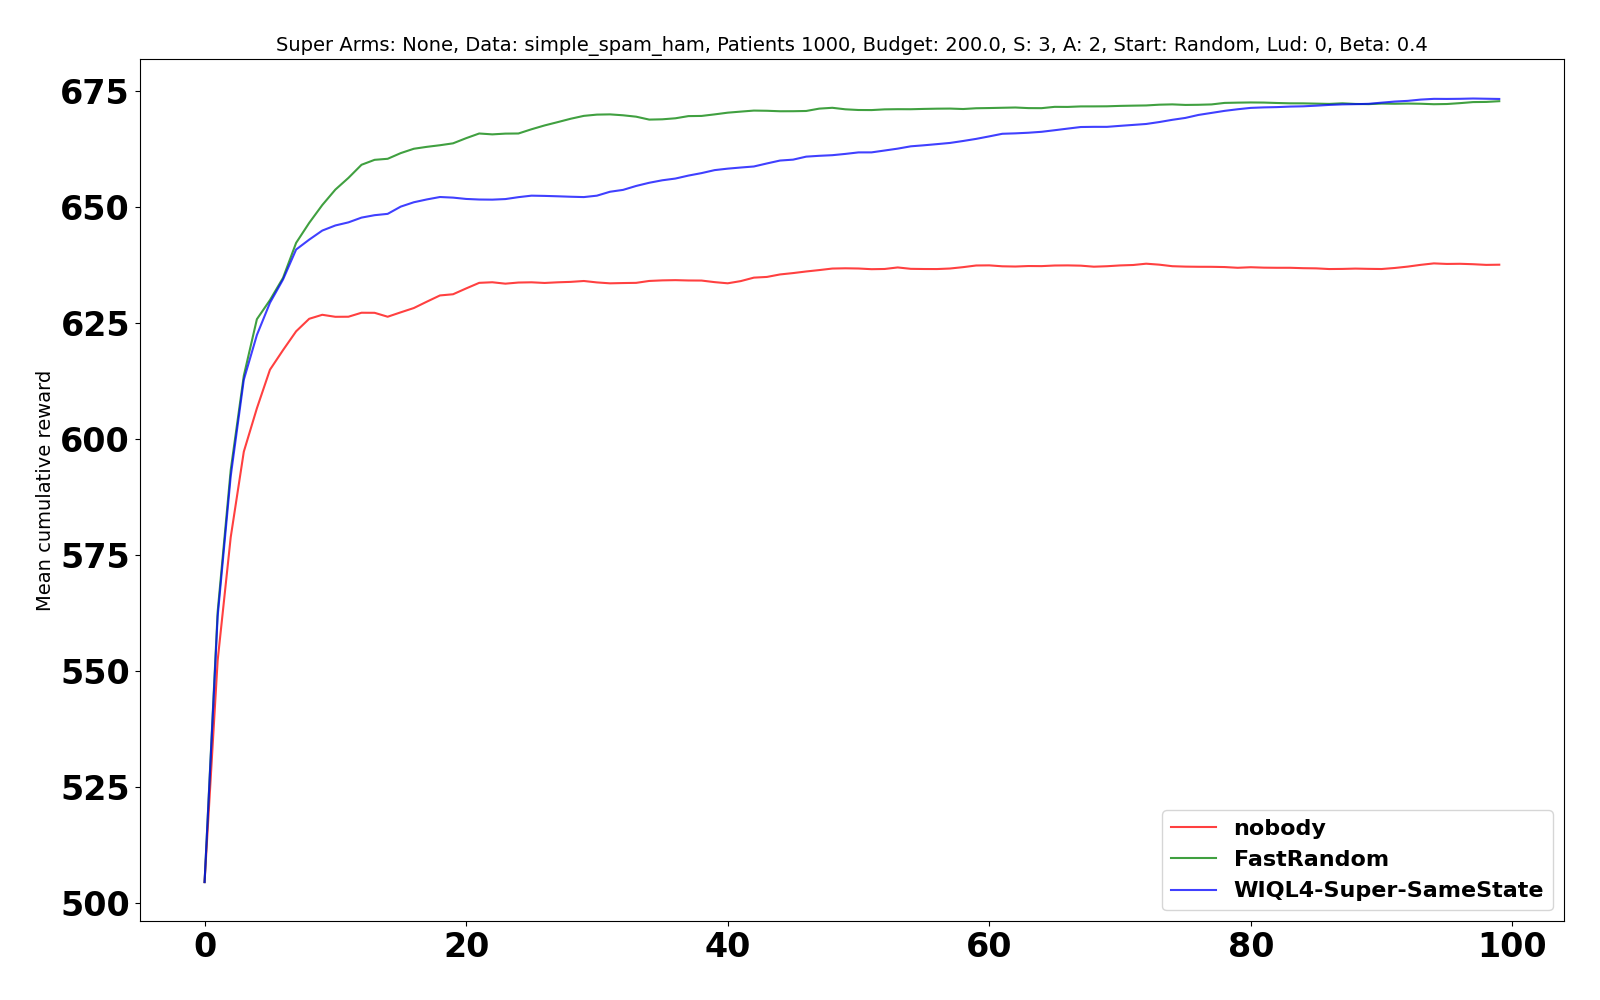 Super Arms: None, Data: simple_spam_ham, Patients 1000, Budget: 200.0, S: 3, A: 2, Start: Random, Lud: 0, Beta: 0.4
Mean cumulative reward
675
650
625
600
575
550
525
500
0 20 40 60 80 100
nobody
FastRandom
WIQL4-Super-SameState